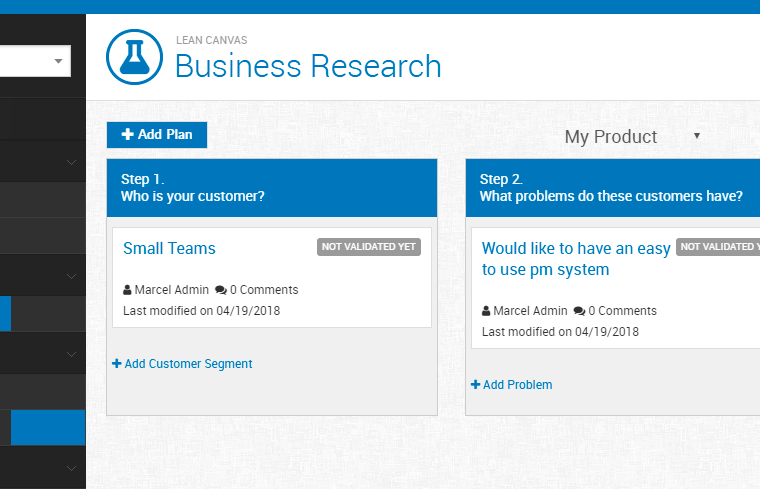 LEAN CANVAS
Business Research
Add Plan
My Product
Step 1.
Who is your customer?
Small Teams
NOT VALIDATED YET
Marcel Admin 0 Comments
Last modified on 04/19/2018
Add Customer Segment
Step 2.
What problems do these customers have?
Would like to have an easy
to use pm system
NOT VALIDATED Y
Marcel Admin 0 Comments
Last modified on 04/19/2018
Add Problem